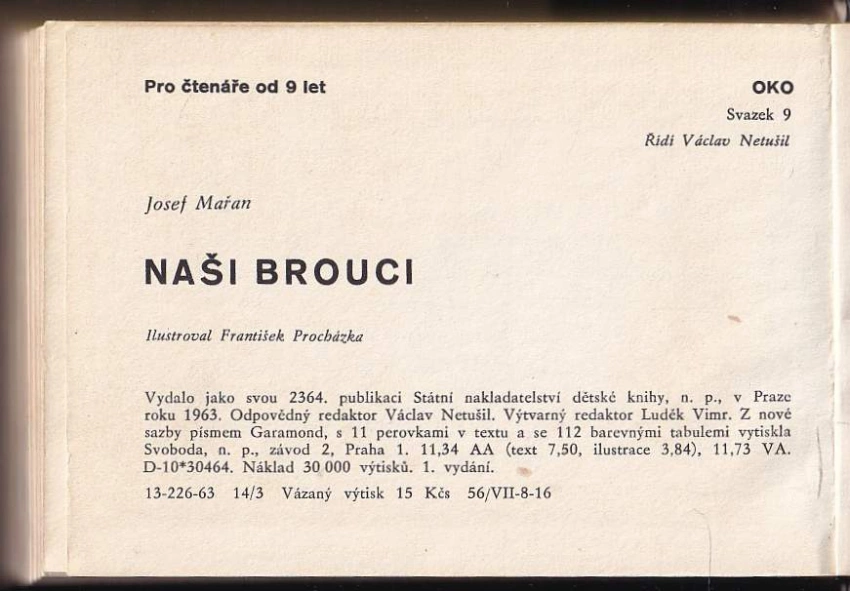 Pro čtenáře od 9 let
OKO
Svazek 9
Řídí Václav Netušil
Josef Mařan
NAŠI BROUCI
Ilustroval František Procházka
Vydalo jako svou 2364. publikaci Státní nakladatelství dětské knihy, n. p., v Praze
roku 1963. Odpovědný redaktor Václav Netušil. Výtvarný redaktor Luděk Vimr. Z nové
sazby písmem Garamond, s 11 perovkami v textu a se 112 barevnými tabulemi vytiskla
Svoboda, n. p., závod 2, Praha 1. 11,34 AA (text 7,50, ilustrace 3,84), 11,73 VA.
D-10*30464. Náklad 30 000 výtisků. 1. vydání.
13-226-63 14/3 Vázaný výtisk 15 Kčs 56/VII-8-16